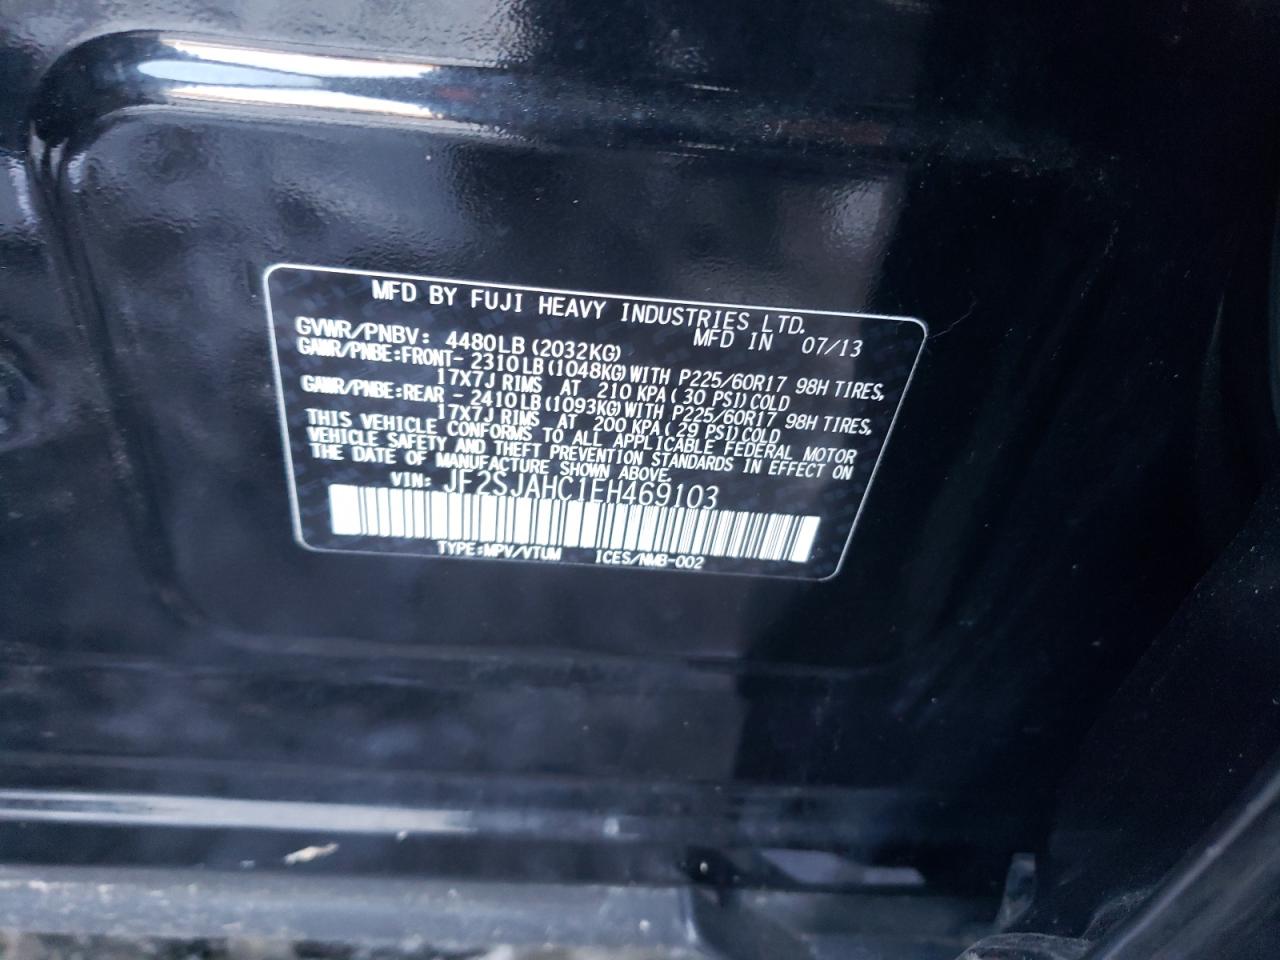 MFD BY FUJI HEAVY INDUSTRIES LTD.
MFD IN 07/13
GVWR/PNBV: 4480LB(2032KG)
GAWR/PNBE:FRONT- 2310LB(1048KG)WITH P225/60R17 98H TIRES,
17X7J RIMS AT 210 KPA(30 PSI)COLD
GAWR/PNBE:REAR - 2410LB(1093KG)WITH P225/60R17 98H TIRES,
17X7J RIMS AT 200 KPA(29 PSI)COLD
THIS VEHICLE CONFORMS TO ALL APPLICABLE FEDERAL MOTOR
VEHICLE SAFETY AND THEFT PREVENTION STANDARDS IN EFFECT ON
THE DATE OF MANUFACTURE SHOWN ABOVE.
VIN: JF2SJAHC1EH469103
TYPE:MPV/VTUM ICES/NMB-002